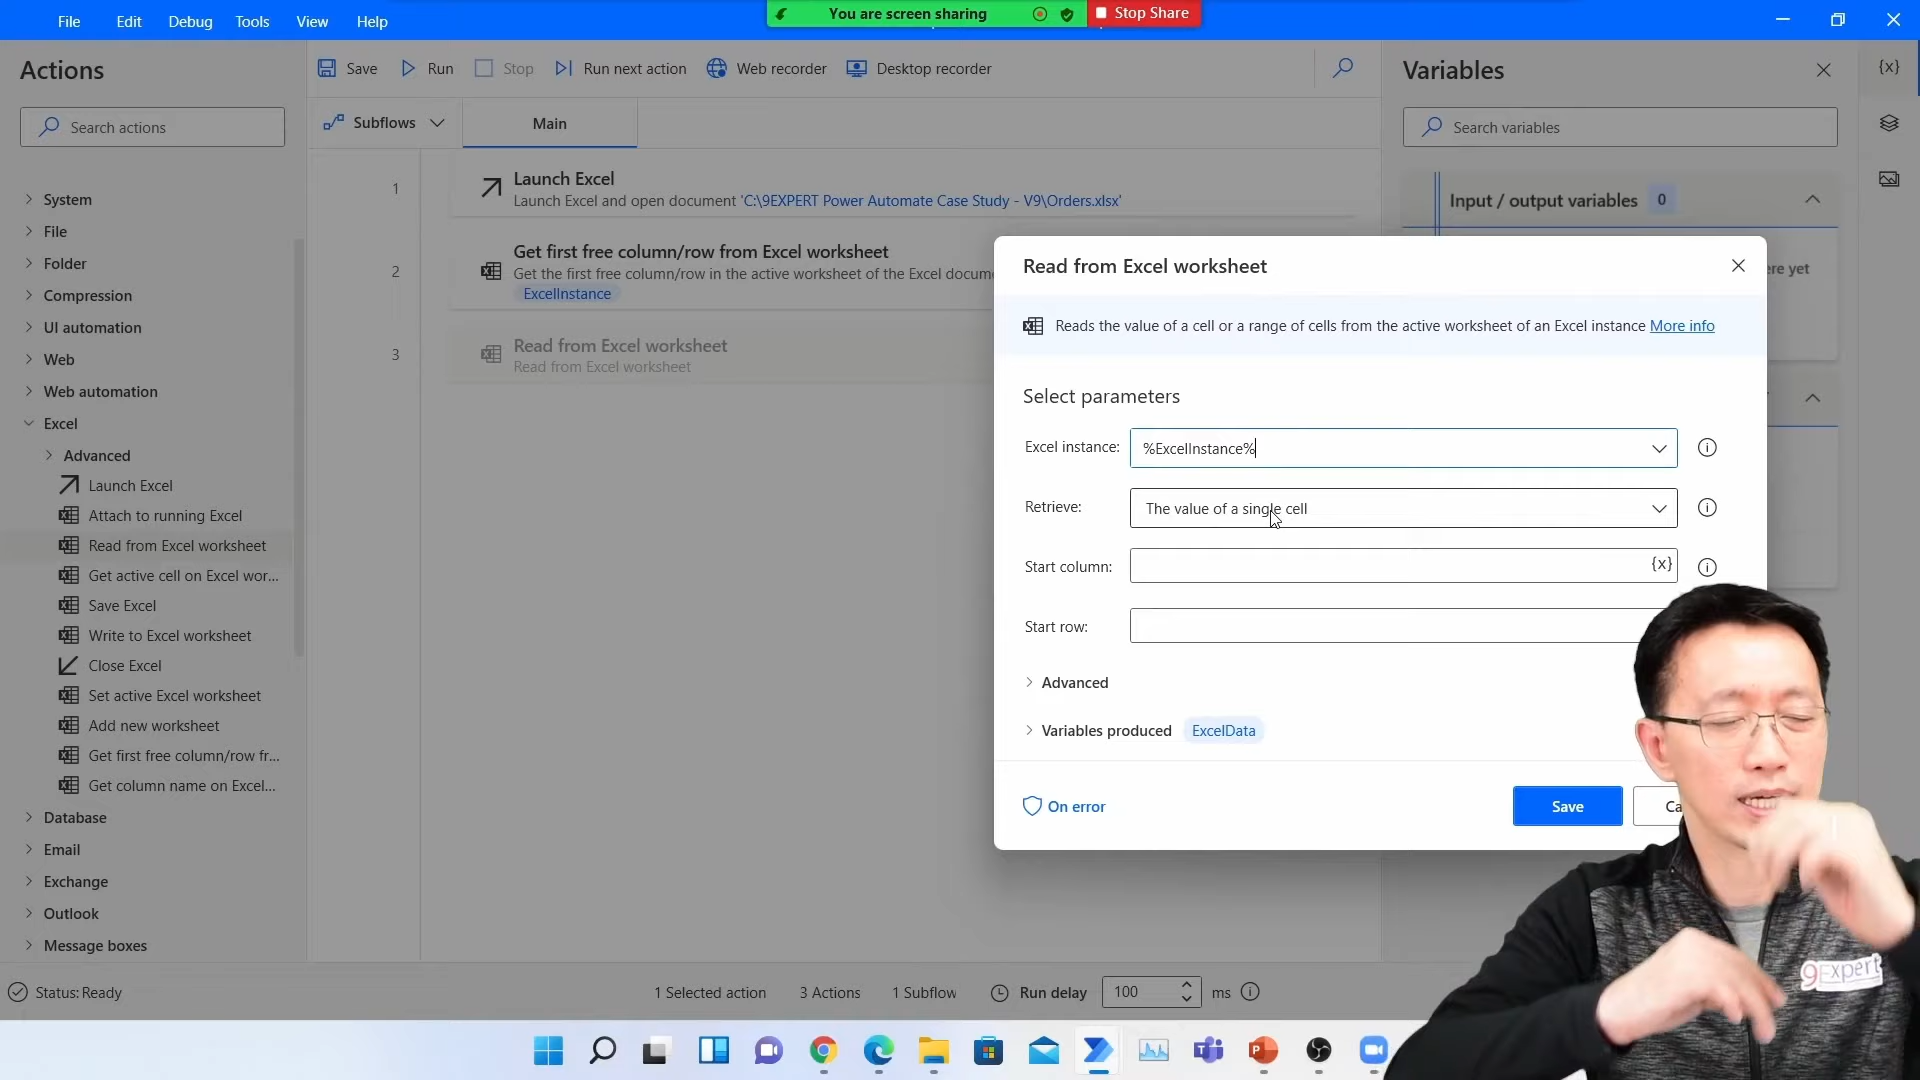 File Edit Debug Tools View Help
You are screen sharing
Stop Share
Actions
Search actions
System
File
Folder
Compression
UI automation
Web
Web automation
Excel
Advanced
Launch Excel
Attach to running Excel
Read from Excel worksheet
Get active cell on Excel wor...
Save Excel
Write to Excel worksheet
Close Excel
Set active Excel worksheet
Add new worksheet
Get first free column/row fr...
Get column name on Excel...
Database
Email
Exchange
Outlook
Message boxes
Save Run Stop Run next action Web recorder Desktop recorder
Subflows Main
1 Launch Excel
Launch Excel and open document 'C:\9EXPERT Power Automate Case Study - V9\Orders.xlsx'
2 Get first free column/row from Excel worksheet
Get the first free column/row in the active worksheet of the Excel docum
ExcelInstance
3 Read from Excel worksheet
Read from Excel worksheet
Variables
{x}
Search variables
Input / output variables 0
ere yet
Read from Excel worksheet
Reads the value of a cell or a range of cells from the active worksheet of an Excel instance More info
Select parameters
Excel instance: %ExcelInstance%
Retrieve: The value of a single cell
Start column: {x}
Start row:
Advanced
Variables produced ExcelData
On error Save Ca
9Expert
Status: Ready 1 Selected action 3 Actions 1 Subflow Run delay 100 ms